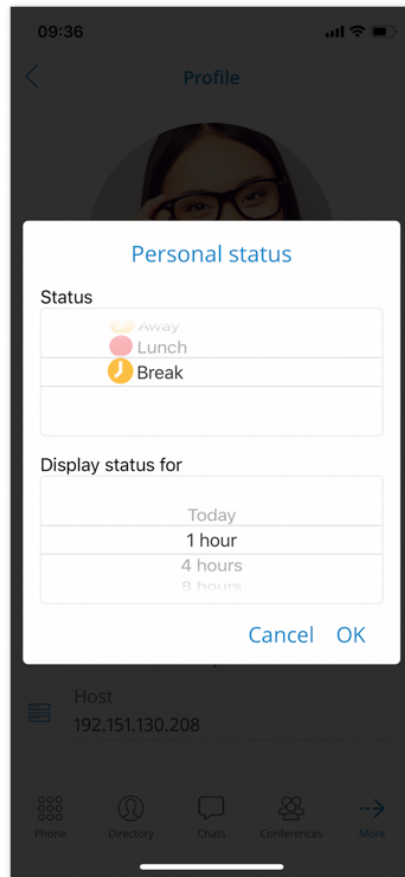 09:36
Profile
Personal status
Status
Away
Lunch
Break
Display status for
Today
1 hour
4 hours
8 hours
Cancel OK
Host
192.151.130.208
Phone Directory Chats Conferences More